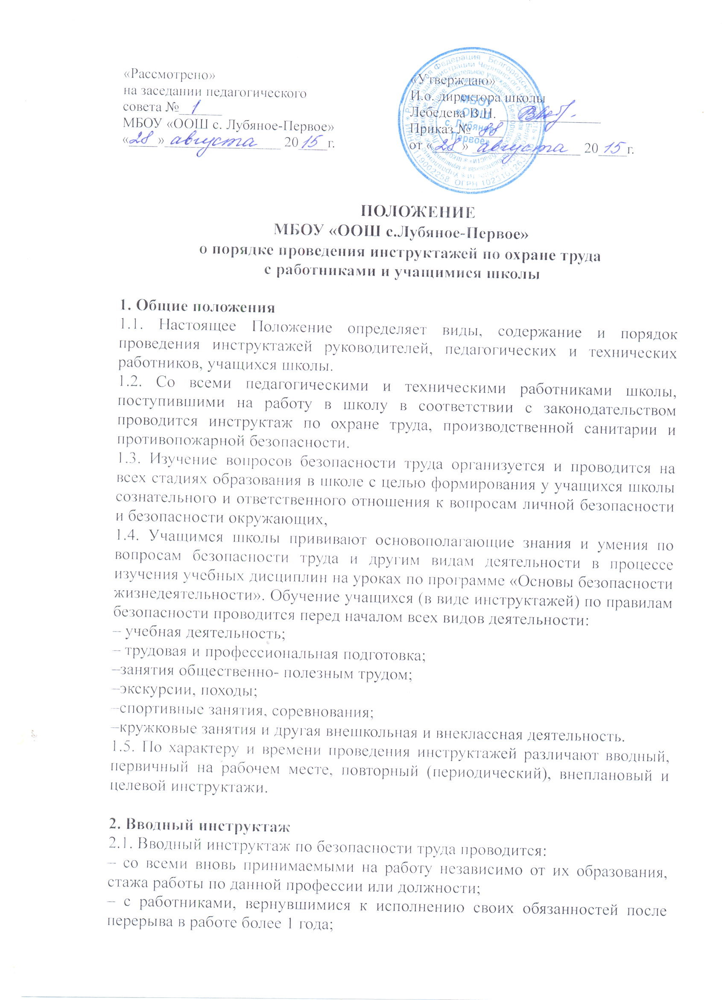 «Рассмотрено»
на заседании педагогического
совета № 1
МБОУ «ООШ с. Лубяное-Первое»
«28» августа 2015 г.
«Утверждаю»
И.о. директора школы
Лебедева В.Н.
Приказ № 88
от «28» августа 2015 г.
МБОУ
«ООШ
с. Лубяное-
Первое»
ПОЛОЖЕНИЕ
МБОУ «ООШ с.Лубяное-Первое»
о порядке проведения инструктажей по охране труда
с работниками и учащимися школы
1. Общие положения
1.1. Настоящее Положение определяет виды, содержание и порядок
проведения инструктажей руководителей, педагогических и технических
работников, учащихся школы.
1.2. Со всеми педагогическими и техническими работниками школы,
поступившими на работу в школу в соответствии с законодательством
проводится инструктаж по охране труда, производственной санитарии и
противопожарной безопасности.
1.3. Изучение вопросов безопасности труда организуется и проводится на
всех стадиях образования в школе с целью формирования у учащихся школы
сознательного и ответственного отношения к вопросам личной безопасности
и безопасности окружающих,
1.4. Учащимся школы прививают основополагающие знания и умения по
вопросам безопасности труда и другим видам деятельности в процессе
изучения учебных дисциплин на уроках по программе «Основы безопасности
жизнедеятельности». Обучение учащихся (в виде инструктажей) по правилам
безопасности проводится перед началом всех видов деятельности:
– учебная деятельность;
– трудовая и профессиональная подготовка;
–занятия общественно- полезным трудом;
–экскурсии, походы;
–спортивные занятия, соревнования;
–кружковые занятия и другая внешкольная и внеклассная деятельность.
1.5. По характеру и времени проведения инструктажей различают вводный,
первичный на рабочем месте, повторный (периодический), внеплановый и
целевой инструктажи.
2. Вводный инструктаж
2.1. Вводный инструктаж по безопасности труда проводится:
– со всеми вновь принимаемыми на работу независимо от их образования,
стажа работы по данной профессии или должности;
– с работниками, вернувшимися к исполнению своих обязанностей после
перерыва в работе более 1 года;